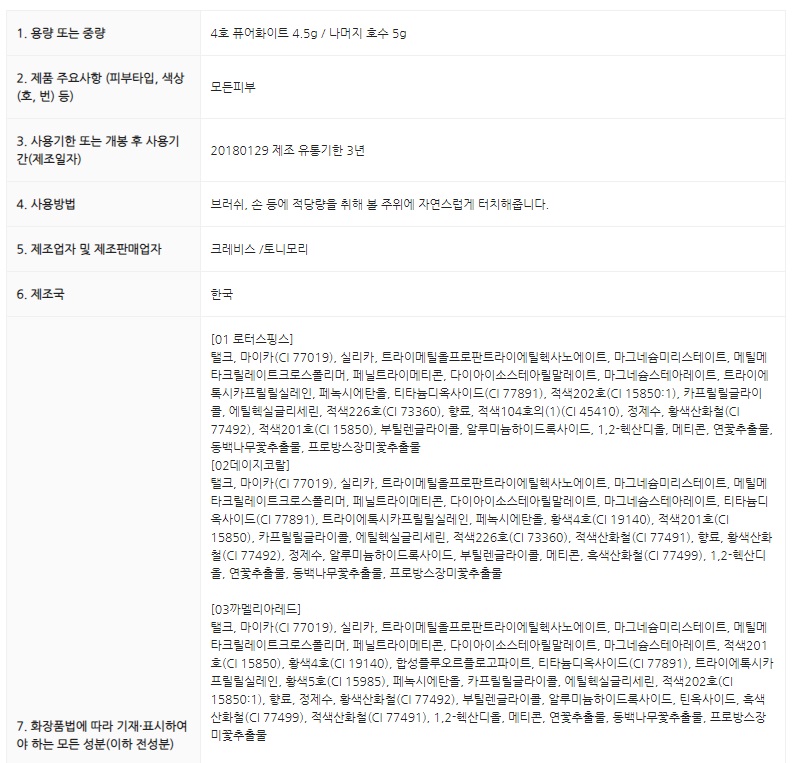 1. 용량 또는 중량
4호 퓨어화이트 4.5g / 나머지 호수 5g
2. 제품 주요사항 (피부타입, 색상
(호, 번) 등)
모든피부
3. 사용기한 또는 개봉 후 사용기
간(제조일자)
20180129 제조 유통기한 3년
4. 사용방법
브러쉬, 손 등에 적당량을 취해 볼 주위에 자연스럽게 터치해줍니다.
5. 제조업자 및 제조판매업자
크레비스 /토니모리
6. 제조국
한국
7. 화장품법에 따라 기재·표시하여
야 하는 모든 성분(이하 전성분)
[01 로터스핑스]
탤크, 마이카(CI 77019), 실리카, 트라이메틸올프로판트라이에틸헥사노에이트, 마그네슘미리스테이트, 메틸메
타크릴레이트크로스폴리머, 페닐트라이메티콘, 다이아이소스테아릴말레이트, 마그네슘스테아레이트, 트라이에
톡시카프릴릴실레인, 페녹시에탄올, 티타늄디옥사이드(CI 77891), 적색202호(CI 15850:1), 카프릴릴글라이
콜, 에틸헥실글리세린, 적색226호(CI 73360), 향료, 적색104호의(1)(CI 45410), 정제수, 황색산화철(CI
77492), 적색201호(CI 15850), 부틸렌글라이콜, 알루미늄하이드록사이드, 1,2-헥산디올, 메티콘, 연꽃추출물,
동백나무꽃추출물, 프로방스장미꽃추출물
[02데이지코랄]
탤크, 마이카(CI 77019), 실리카, 트라이메틸올프로판트라이에틸헥사노에이트, 마그네슘미리스테이트, 메틸메
타크릴레이트크로스폴리머, 페닐트라이메티콘, 다이아이소스테아릴말레이트, 마그네슘스테아레이트, 티타늄디
옥사이드(CI 77891), 트라이에톡시카프릴릴실레인, 페녹시에탄올, 황색4호(CI 19140), 적색201호(CI
15850), 카프릴릴글라이콜, 에틸헥실글리세린, 적색226호(CI 73360), 적색산화철(CI 77491), 향료, 황색산화
철(CI 77492), 정제수, 알루미늄하이드록사이드, 부틸렌글라이콜, 메티콘, 흑색산화철(CI 77499), 1,2-헥산디
올, 연꽃추출물, 동백나무꽃추출물, 프로방스장미꽃추출물
[03까멜리아레드]
탤크, 마이카(CI 77019), 실리카, 트라이메틸올프로판트라이에틸헥사노에이트, 마그네슘미리스테이트, 메틸메
타크릴레이트크로스폴리머, 페닐트라이메티콘, 다이아이소스테아릴말레이트, 마그네슘스테아레이트, 적색201
호(CI 15850), 황색4호(CI 19140), 합성플루오르플로고파이트, 티타늄디옥사이드(CI 77891), 트라이에톡시카
프릴릴실레인, 황색5호(CI 15985), 페녹시에탄올, 카프릴릴글라이콜, 에틸헥실글리세린, 적색202호(CI
15850:1), 향료, 정제수, 황색산화철(CI 77492), 부틸렌글라이콜, 알루미늄하이드록사이드, 틴옥사이드, 흑색
산화철(CI 77499), 적색산화철(CI 77491), 1,2-헥산디올, 메티콘, 연꽃추출물, 동백나무꽃추출물, 프로방스장
미꽃추출물